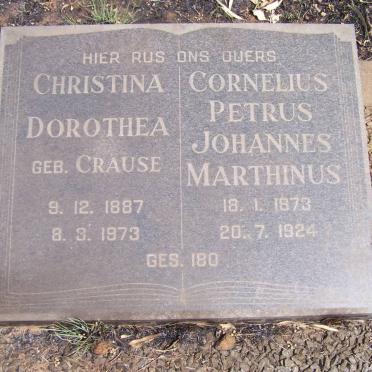 HIER RUS ONS OUERS
CHRISTINA
DOROTHEA
GEB. CRAUSE
9. 12. 1887
8. 3. 1973
CORNELIUS
PETRUS
JOHANNES
MARTHINUS
18. 1. 1873
20. 7. 1924
GES. 180